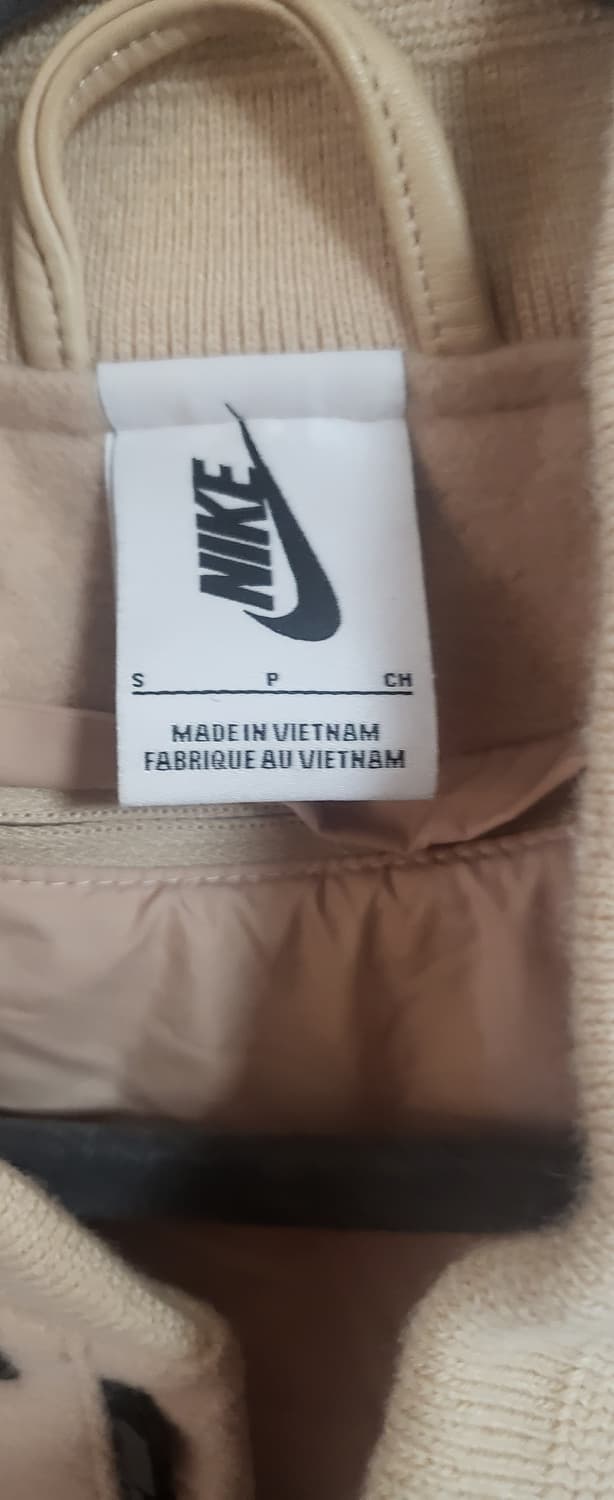 NIKE
S P CH
MADE IN VIETNAM
FABRIQUE AU VIETNAM